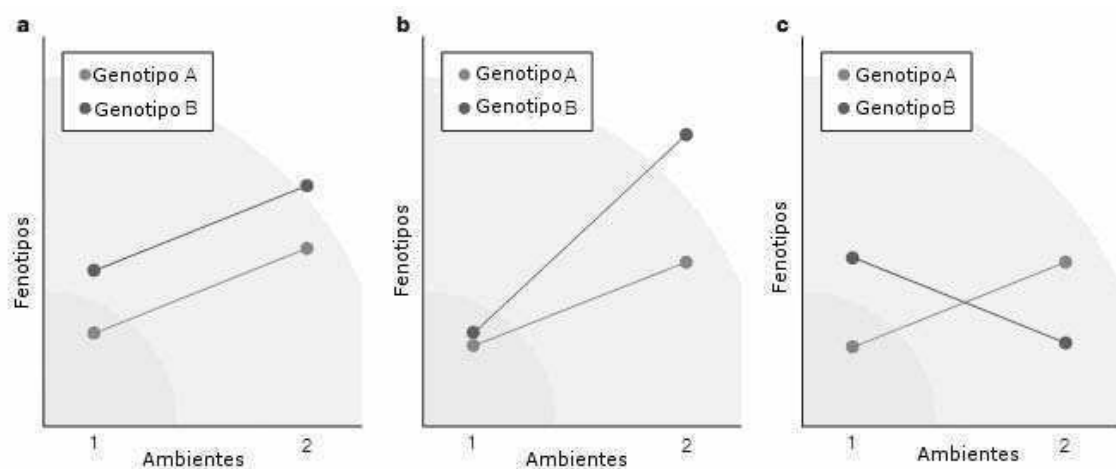 a
Genotipo A
Genotipo B
Fenotipos
1 2
Ambientes
b
Genotipo A
Genotipo B
Fenotipos
1 2
Ambientes
c
Genotipo A
Genotipo B
Fenotipos
1 2
Ambientes